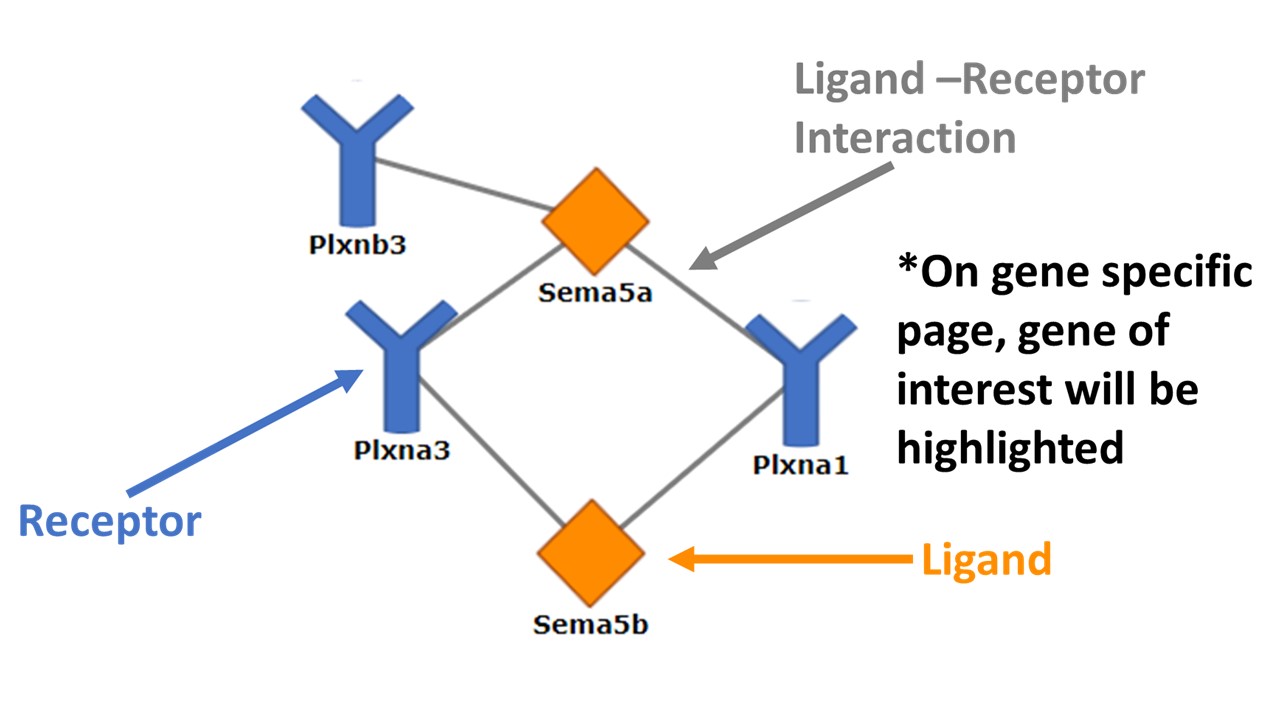 Ligand –Receptor
Interaction
Plxnb3
Sema5a
*On gene specific
page, gene of
interest will be
highlighted
Plxna3
Plxna1
Receptor
Ligand
Sema5b